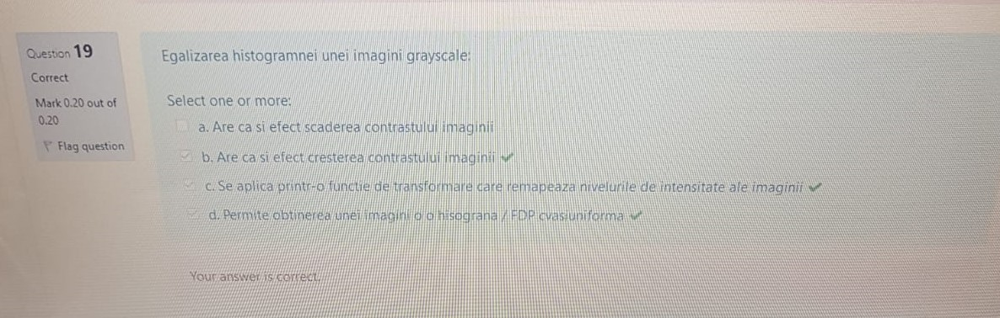 Question 19
Correct
Mark 0.20 out of
0.20
Flag question
Egalizarea histogramnei unei imagini grayscale:
Select one or more:
a. Are ca si efect scaderea contrastului imaginii
b. Are ca si efect cresterea contrastului imaginii
c. Se aplica printr-o functie de transformare care remapeaza nivelurile de intensitate ale imaginii
d. Permite obtinerea unei imagini o o hisograna / FDP cvasiuniforma
Your answer is correct.